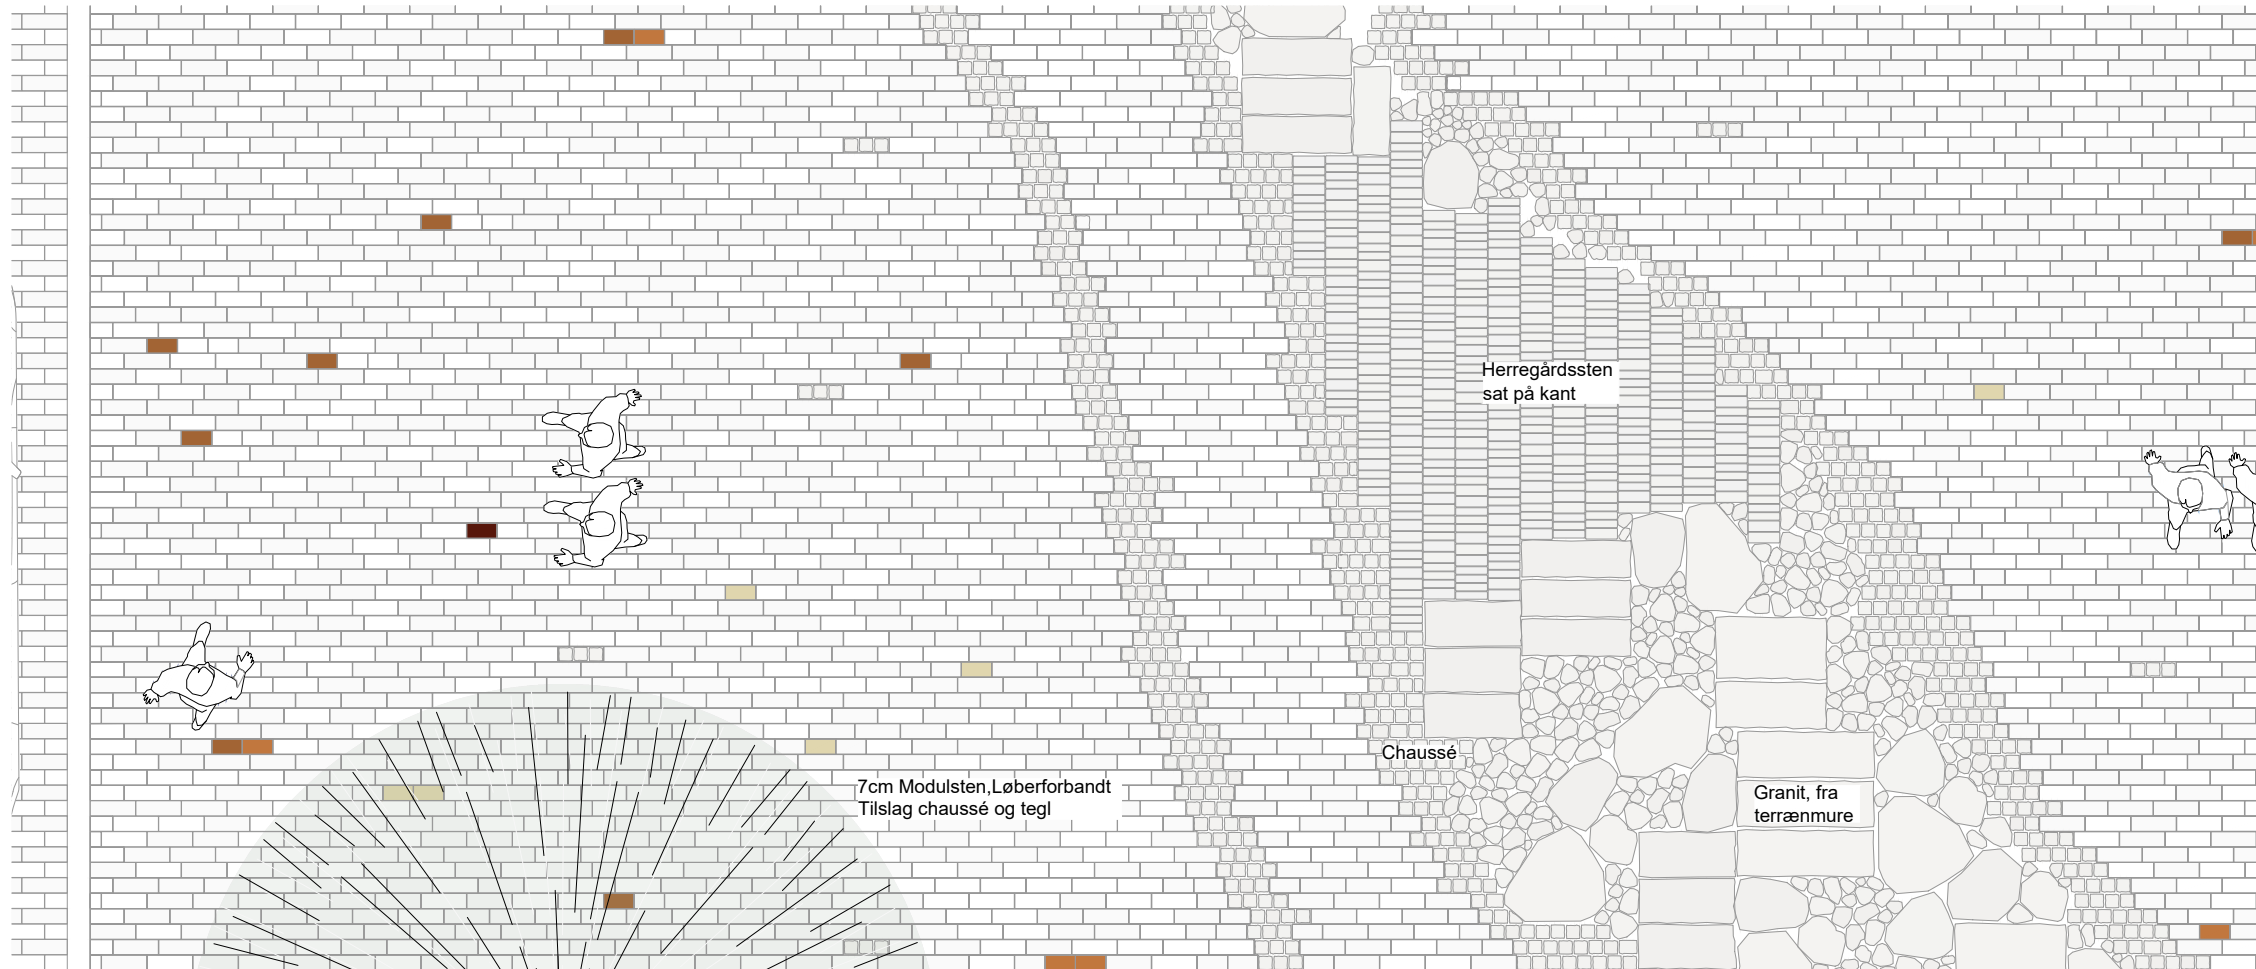 Herregårdssten
sat på kant
Chaussé
7cm Modulsten,Løberforbandt
Tilslag chaussé og tegl
Granit, fra
terrænmure